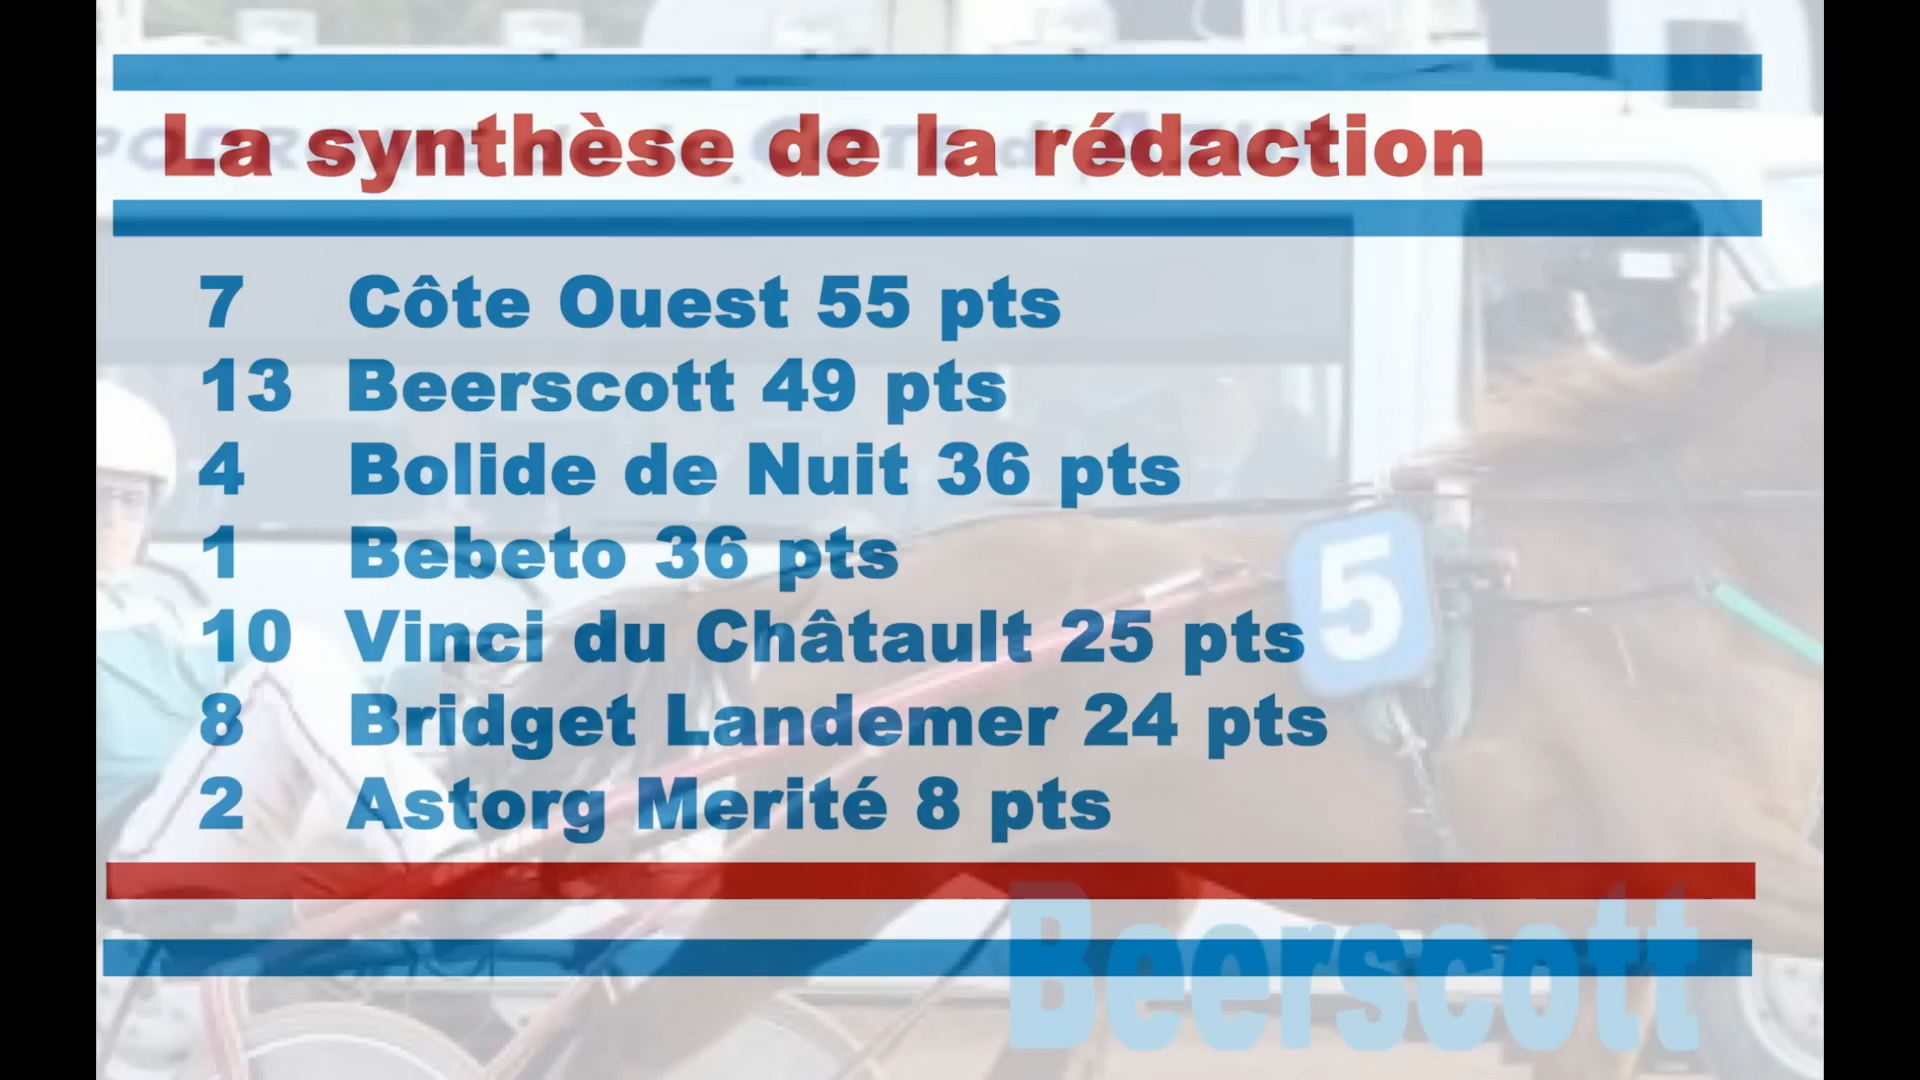 La synthèse de la rédaction
7 Côte Ouest 55 pts
13 Beerscott 49 pts
4 Bolide de Nuit 36 pts
1 Bebeto 36 pts
10 Vinci du Châtault 25 pts
5
8 Bridget Landemer 24 pts
2 Astorg Merité 8 pts
Beerscott